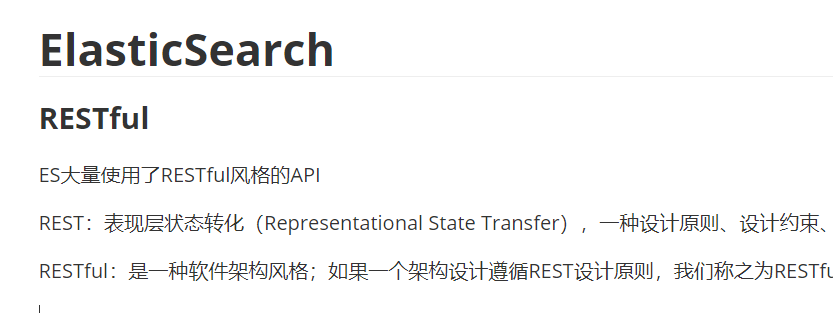 ElasticSearch
RESTful
ES大量使用了RESTful风格的API
REST：表现层状态转化（Representational State Transfer），一种设计原则、设计约束、
RESTful：是一种软件架构风格；如果一个架构设计遵循REST设计原则，我们称之为RESTfu